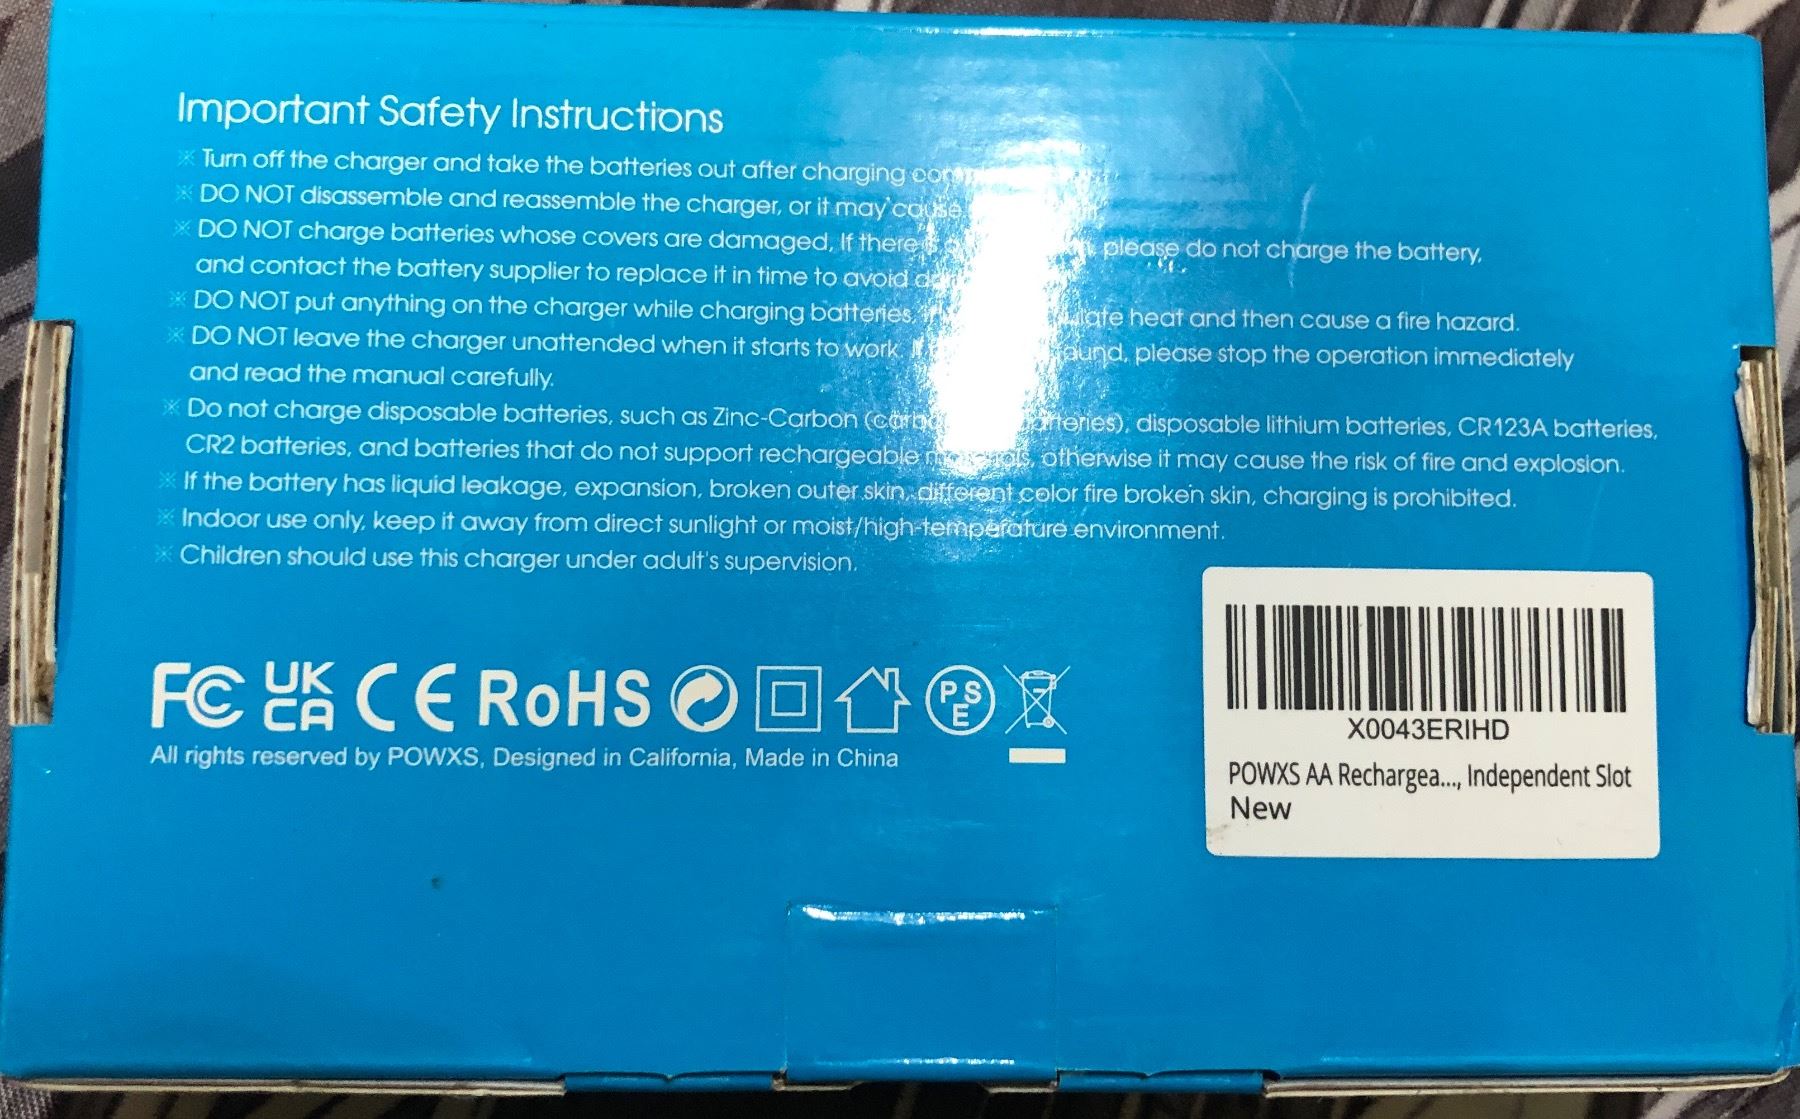 Important Safety Instructions
※ Turn off the charger and take the batteries out after charging
※ DO NOT disassemble and reassemble the charger, or it may cause
※ DO NOT charge batteries whose covers are damaged, If there please do not charge the battery,
and contact the battery supplier to replace it in time to avoid
※ DO NOT put anything on the charger while charging batteries, heat and then cause a fire hazard.
※ DO NOT leave the charger unattended when it starts to work. please stop the operation immediately
and read the manual carefully.
※ Do not charge disposable batteries, such as Zinc-Carbon batteries), disposable lithium batteries, CR123A batteries,
CR2 batteries, and batteries that do not support rechargeable materials, otherwise it may cause the risk of fire and explosion.
※ If the battery has liquid leakage, expansion, broken outer skin, different color fire broken skin, charging is prohibited.
※ Indoor use only, keep it away from direct sunlight or moist/high-temperature environment.
※ Children should use this charger under adult's supervision.
FC UK CA CE RoHS PSE
All rights reserved by POWXS, Designed in California, Made in China
X0043ERIHD
POWXS AA Rechargea..., Independent Slot
New